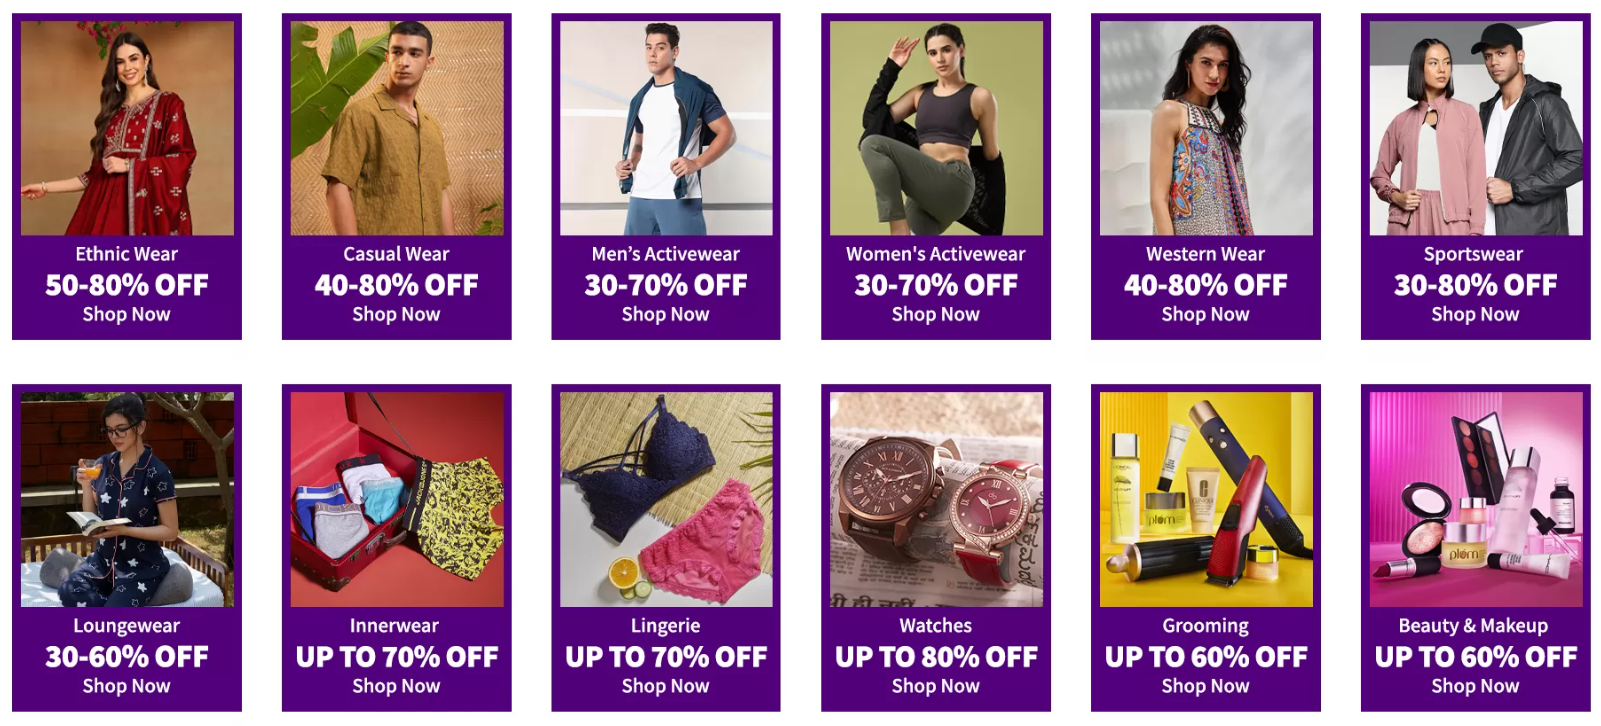 Ethnic Wear
50-80% OFF
Shop Now
Casual Wear
40-80% OFF
Shop Now
Men’s Activewear
30-70% OFF
Shop Now
Women's Activewear
30-70% OFF
Shop Now
Western Wear
40-80% OFF
Shop Now
Sportswear
30-80% OFF
Shop Now
Loungewear
30-60% OFF
Shop Now
Innerwear
UP TO 70% OFF
Shop Now
Lingerie
UP TO 70% OFF
Shop Now
Watches
UP TO 80% OFF
Shop Now
plum
Grooming
UP TO 60% OFF
Shop Now
plum
Beauty & Makeup
UP TO 60% OFF
Shop Now